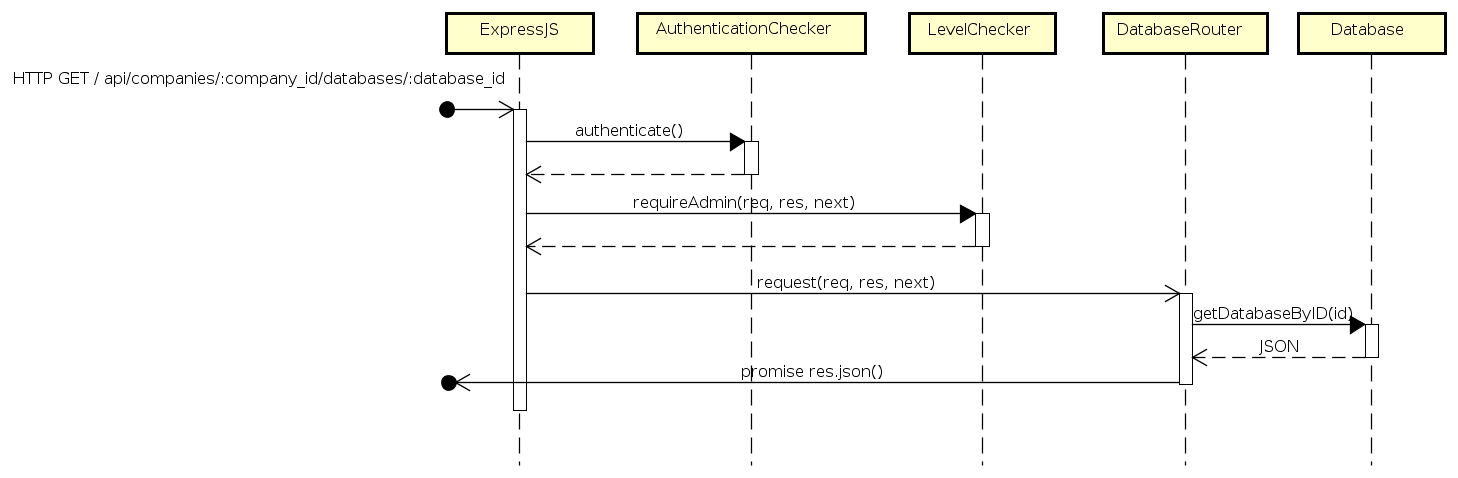 ExpressJS
AuthenticationChecker
LevelChecker
DatabaseRouter
Database
HTTP GET / api/companies/:company_id/databases/:database_id
authenticate()
requireAdmin(req, res, next)
request(req, res, next)
getDatabaseByID(id)
JSON
promise res.json()